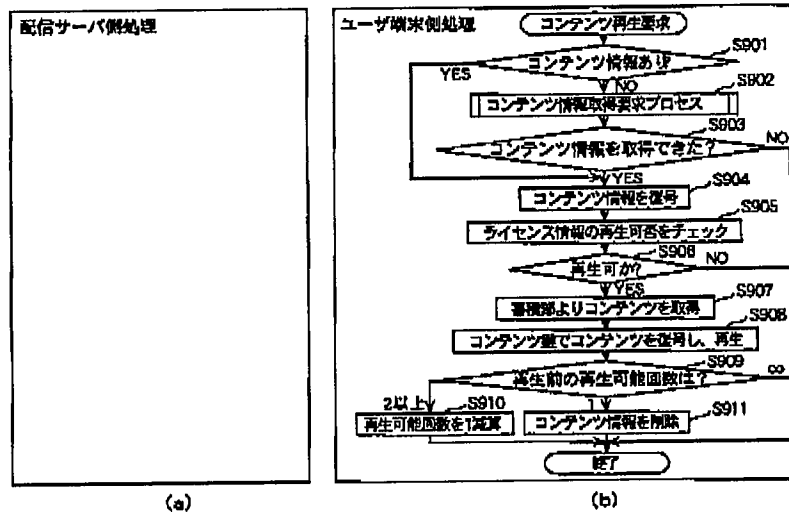 配信サーバ側処理
(a)
ユーザ端末側処理
コンテンツ再生要求
S901
コンテンツ情報あり?
YES
NO
S902
コンテンツ情報取得要求プロセス
S903
コンテンツ情報を取得できた?
NO
YES
S904
コンテンツ情報を復号
S905
ライセンス情報の再生可否をチェック
S906
再生可か?
NO
YES
S907
蓄積部よりコンテンツを取得
S908
コンテンツ鍵でコンテンツを復号し、再生
S909
再生前の再生可能回数は?
∞
2以上
1
S910
再生可能回数を1減算
S911
コンテンツ情報を削除
終了
(b)